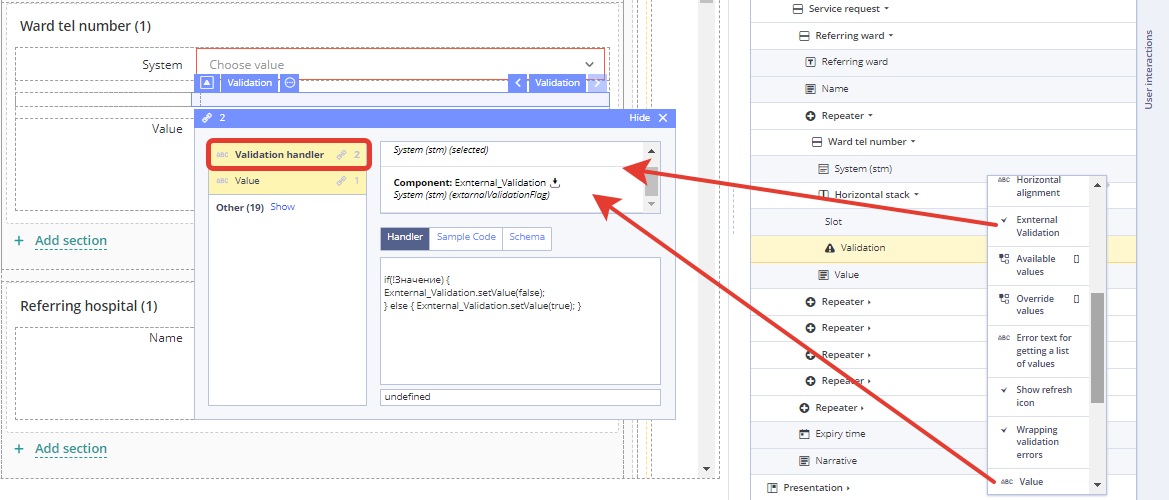 Ward tel number (1)
System
Choose value
Validation
Validation
Value
2
Hide
ABC Validation handler 2
ABC Value 1
Other (19) Show
System (stm) (selected)
Component: Exnternal_Validation
System (stm) (externalValidationFlag)
Handler
Sample Code
Schema
if(!Значение) {
Exnternal_Validation.setValue(false);
} else { Exnternal_Validation.setValue(true); }
undefined
+ Add section
Referring hospital (1)
Name
+ Add section
Service request
Referring ward
Referring ward
Name
Repeater
Ward tel number
System (stm)
Horizontal stack
Slot
Validation
Value
Repeater
Repeater
Repeater
Repeater
Repeater
Expiry time
Narrative
Presentation
ABC Horizontal
alignment
Exnternal
Validation
Available
values
Override
values
ABC Error text for
getting a list
of values
Show refresh
icon
Wrapping
validation
errors
ABC Value
User interactions